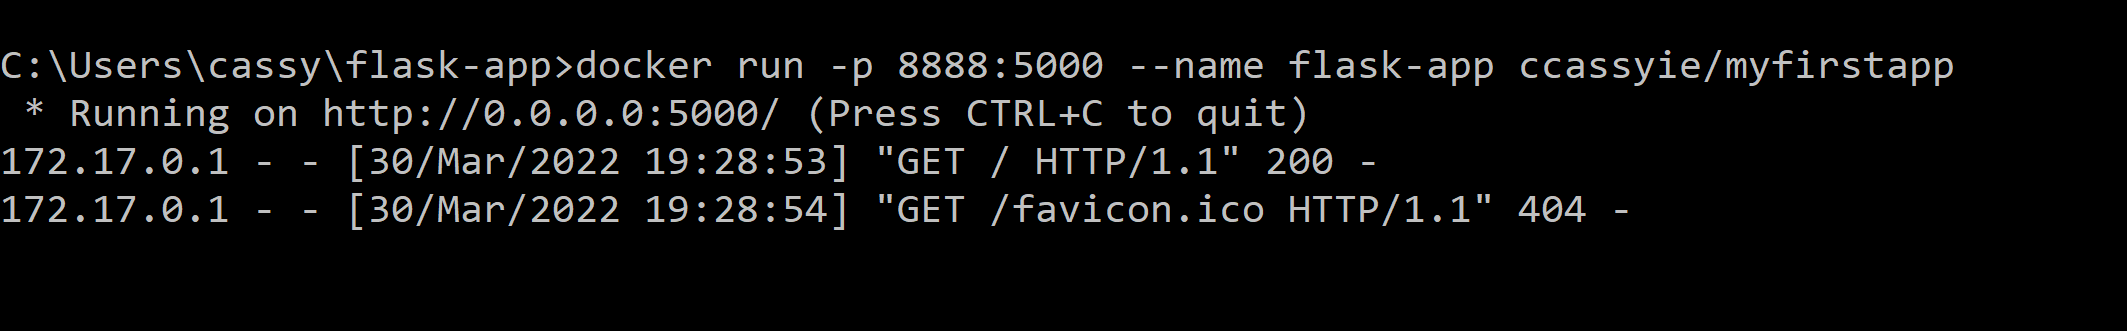 C:\Users\cassy\flask-app>docker run -p 8888:5000 --name flask-app ccassyie/myfirstapp
 * Running on http://0.0.0.0:5000/ (Press CTRL+C to quit)
172.17.0.1 - - [30/Mar/2022 19:28:53] "GET / HTTP/1.1" 200 -
172.17.0.1 - - [30/Mar/2022 19:28:54] "GET /favicon.ico HTTP/1.1" 404 -